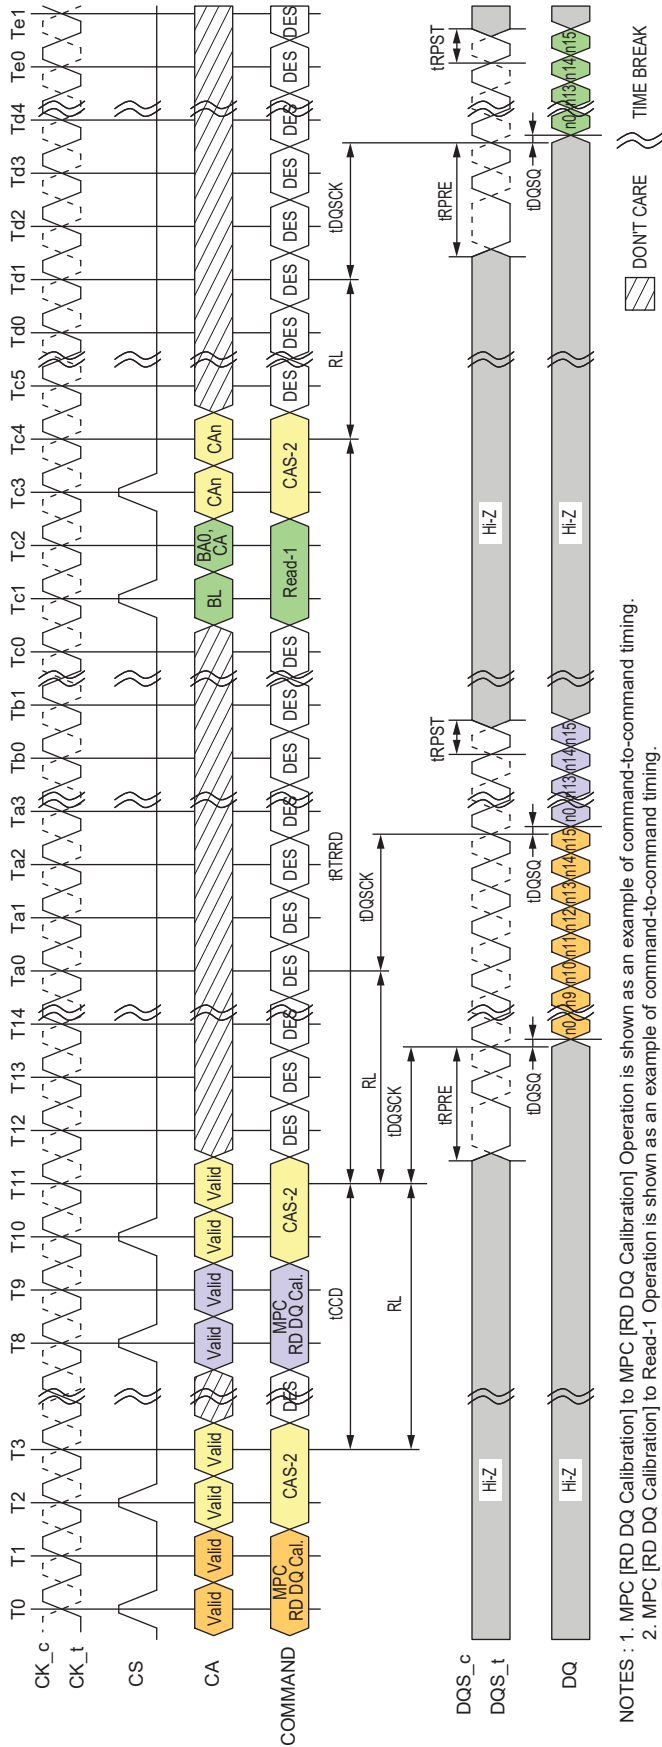 T0 T1 T2 T3 T8 T9 T10 T11 T12 T13 T14 Ta0 Ta1 Ta2 Ta3 Tb0 Tb1 Tc0 Tc1 Tc2 Tc3 Tc4 Tc5 Td0 Td1 Td2 Td3 Td4 Te0 Te1
CK_c
CK_t
CS
CA Valid Valid Valid Valid Valid Valid Valid Valid BL BA0, CA CAn CAn
COMMAND MPC RD DQ Cal. CAS-2 DES MPC RD DQ Cal. CAS-2 DES DES DES DES DES DES DES DES DES DES Read-1 CAS-2 DES DES DES DES DES DES DES DES
tCCD tRTRRD RL tDQSCK
RL tDQSCK
RL tDQSCK
tRPRE tRPST tRPRE tRPST
DQS_c
DQS_t
Hi-Z Hi-Z
tDQSQ tDQSQ tDQSQ
DQ Hi-Z n0 n9 n10 n11 n12 n13 n14 n15 n0 n13 n14 n15 Hi-Z n0 n13 n14 n15
DON'T CARE TIME BREAK
NOTES : 1. MPC [RD DQ Calibration] to MPC [RD DQ Calibration] Operation is shown as an example of command-to-command timing.
2. MPC [RD DQ Calibration] to Read-1 Operation is shown as an example of command-to-command timing.